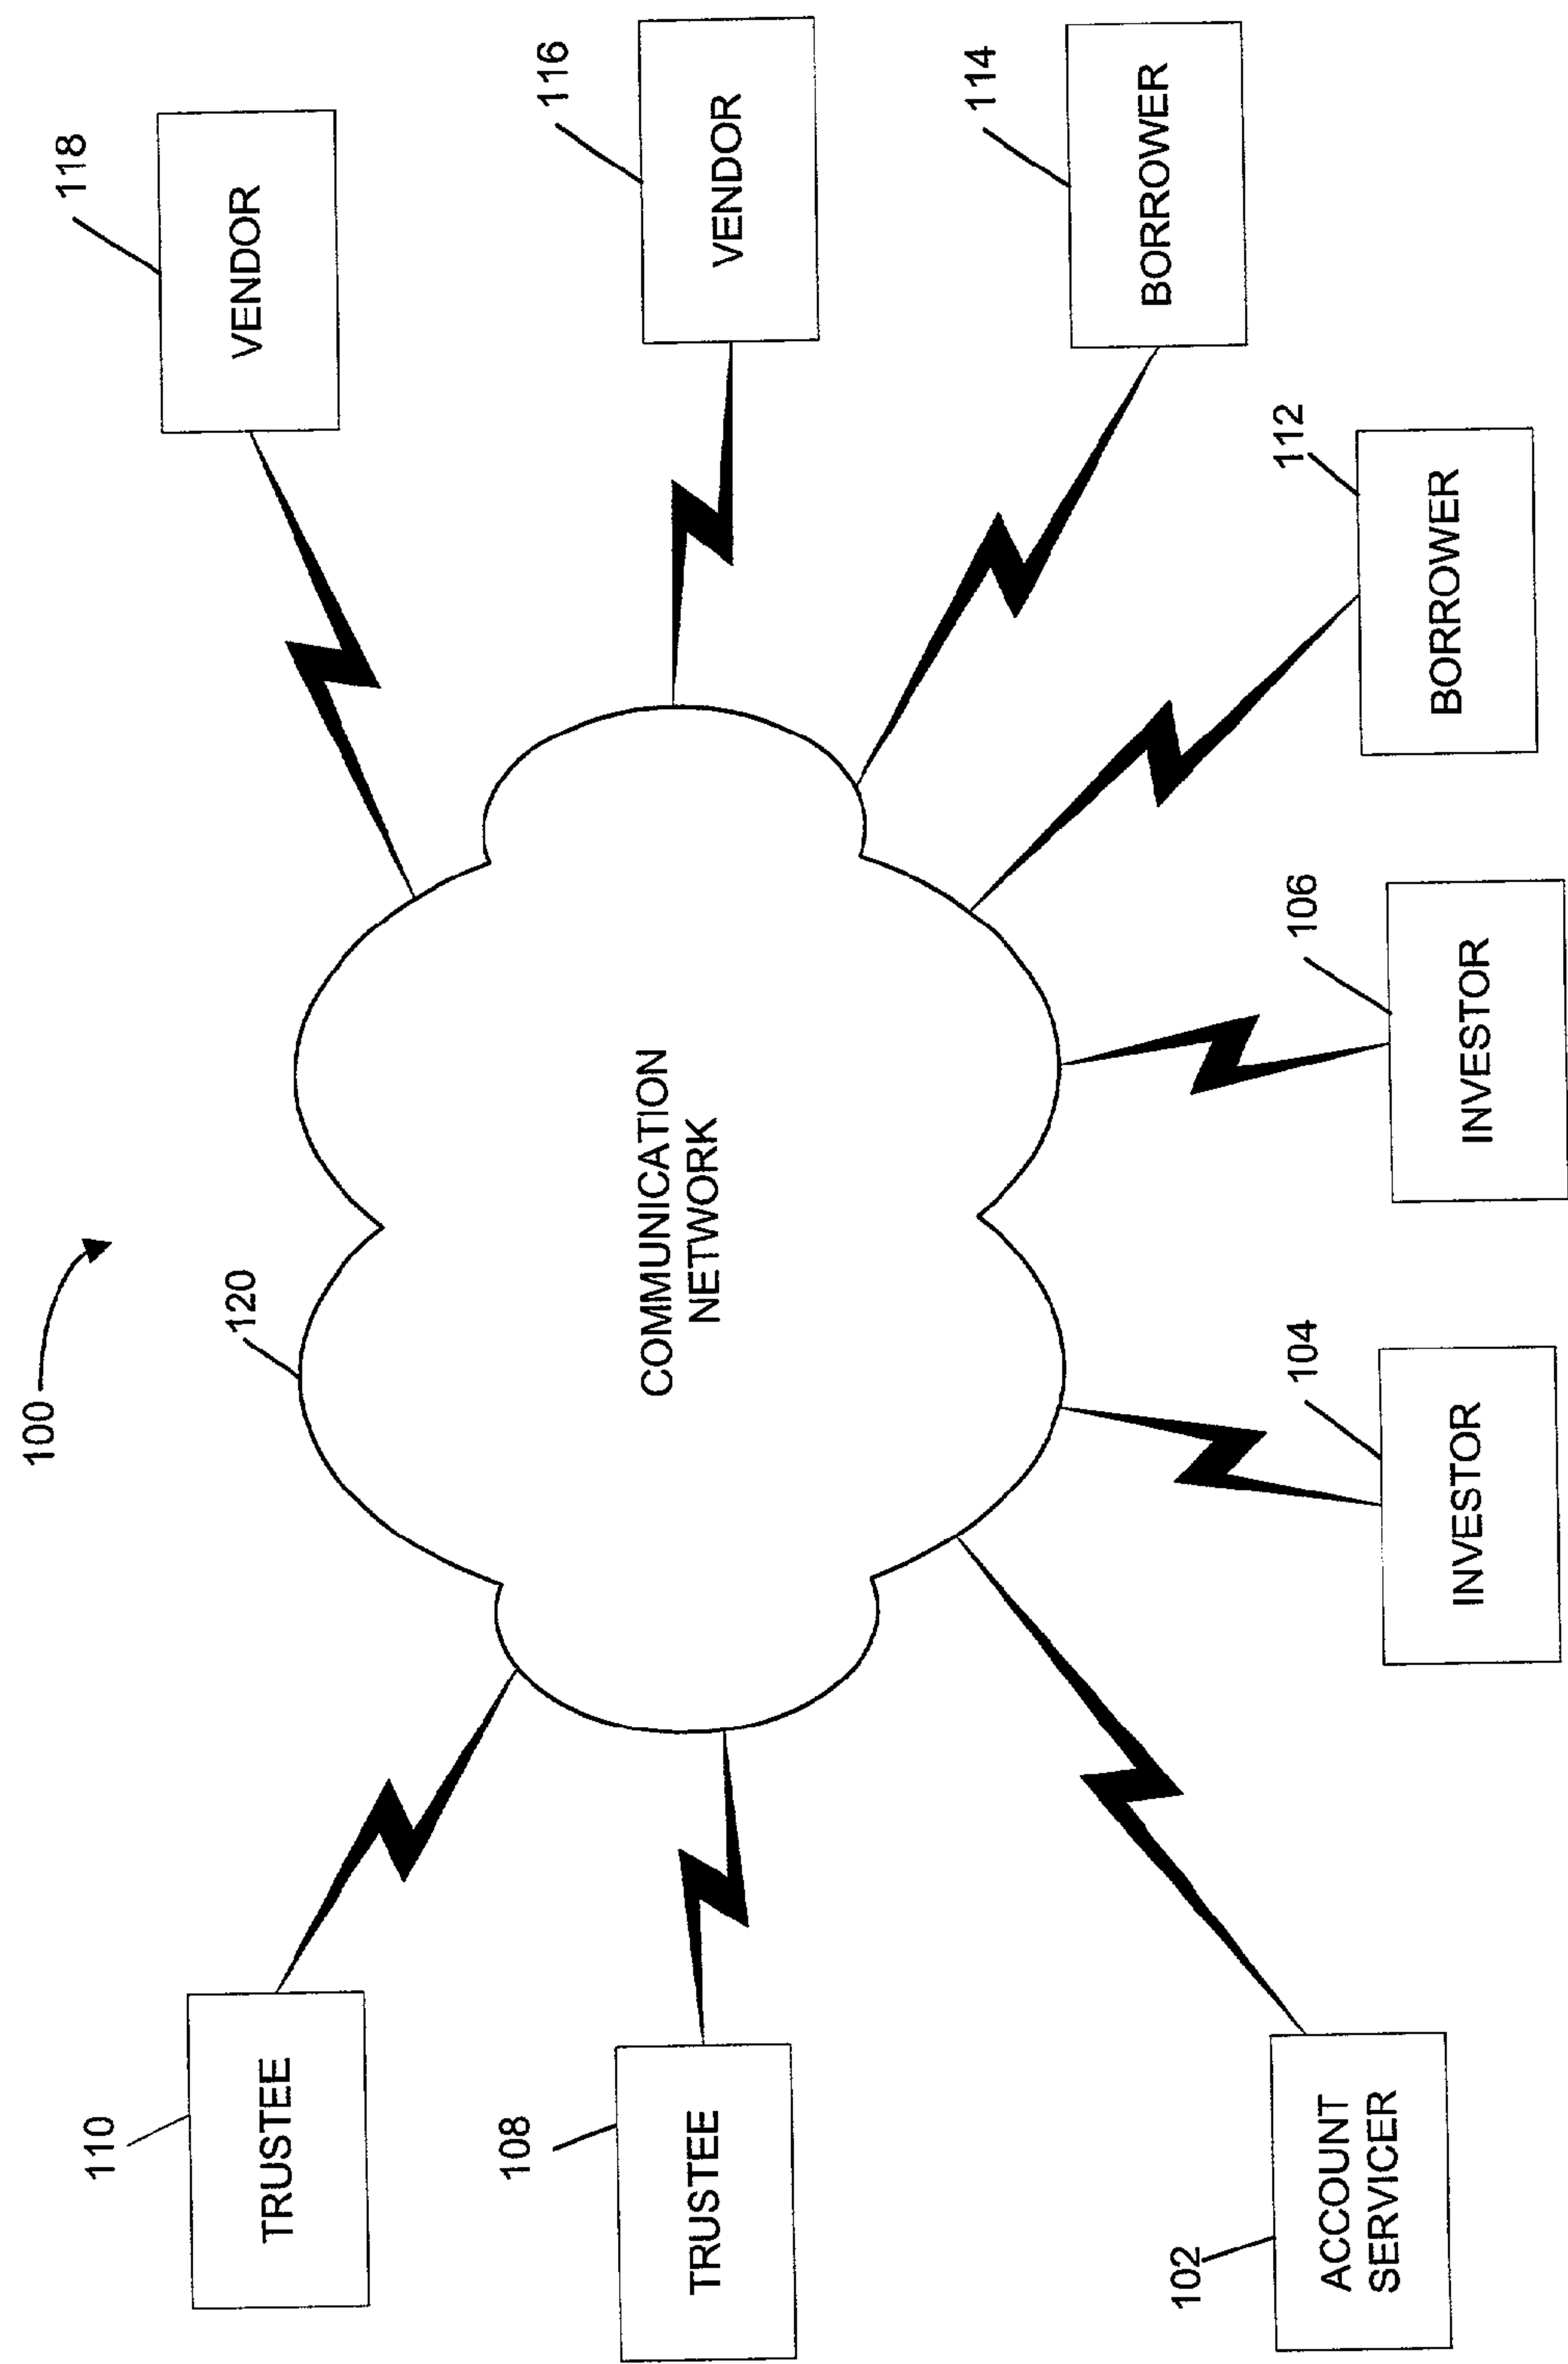 100
120
COMMUNICATION
NETWORK
110
TRUSTEE
118
VENDOR
108
TRUSTEE
116
VENDOR
114
BORROWER
102
ACCOUNT
SERVICER
104
INVESTOR
106
INVESTOR
112
BORROWER